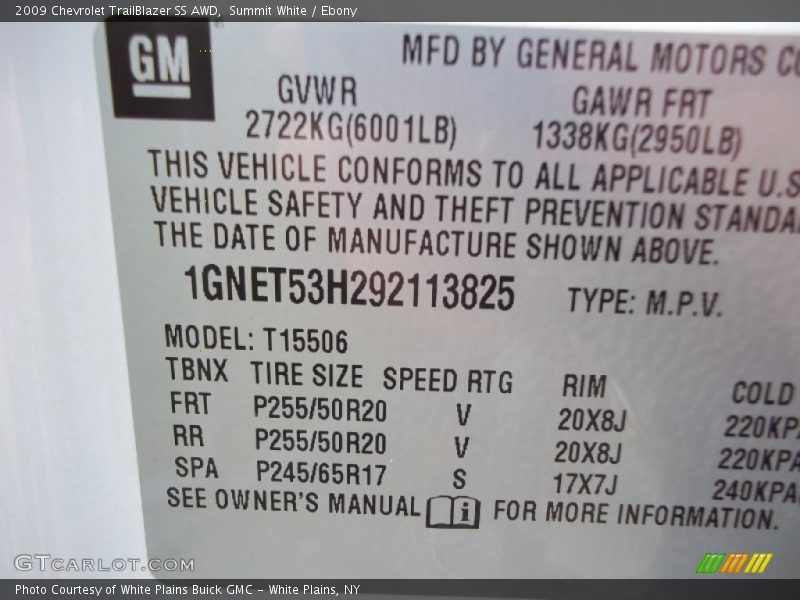 2009 Chevrolet TrailBlazer SS AWD, Summit White / Ebony
GM
MFD BY GENERAL MOTORS CO
GVWR GAWR FRT
2722KG(6001LB) 1338KG(2950LB)
THIS VEHICLE CONFORMS TO ALL APPLICABLE U.S
VEHICLE SAFETY AND THEFT PREVENTION STANDA
THE DATE OF MANUFACTURE SHOWN ABOVE.
1GNET53H292113825 TYPE: M.P.V.
MODEL: T15506
TBNX TIRE SIZE SPEED RTG RIM COLD
FRT P255/50R20 V 20X8J 220KPA
RR P255/50R20 V 20X8J 220KPA
SPA P245/65R17 S 17X7J 240KPA
SEE OWNER'S MANUAL i FOR MORE INFORMATION.
GTCARLOT.COM
Photo Courtesy of White Plains Buick GMC - White Plains, NY